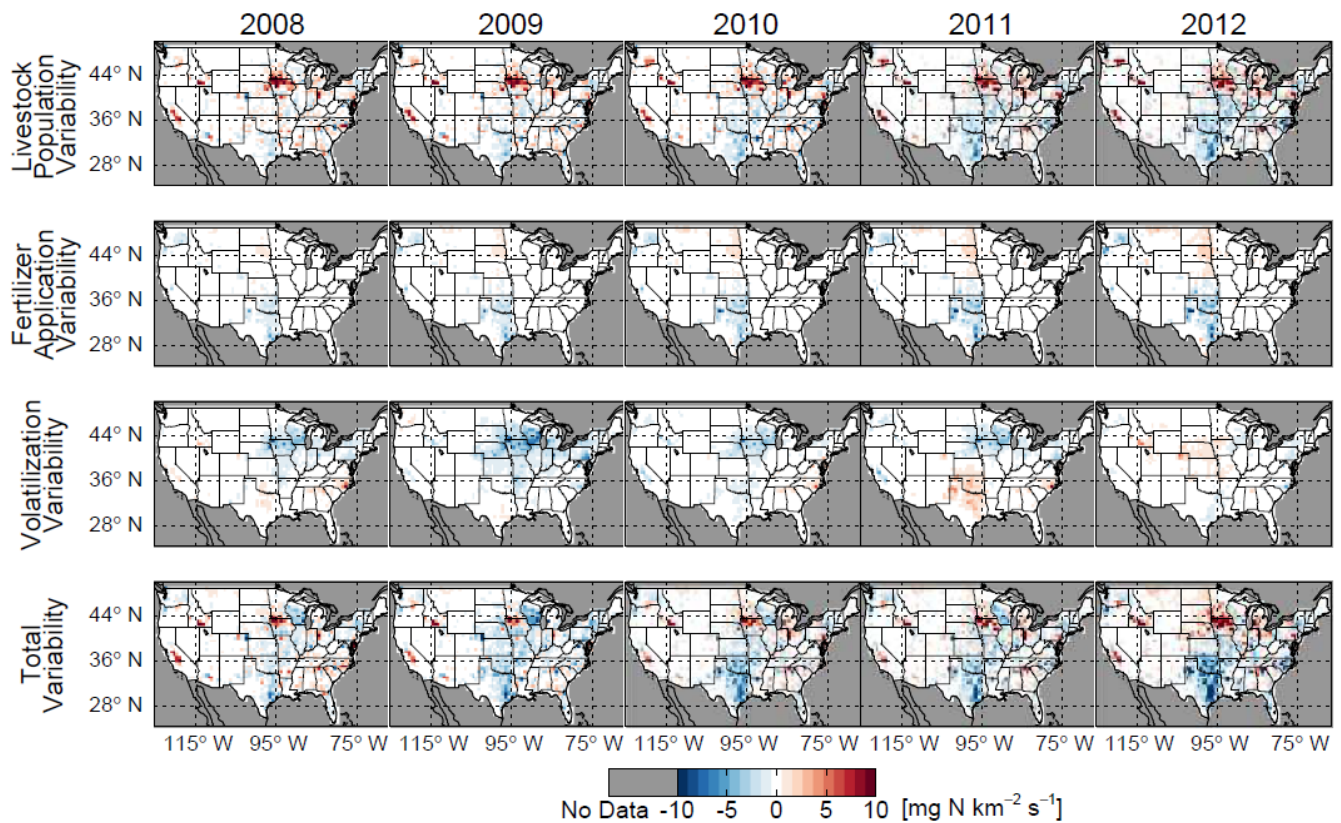 2008 2009 2010 2011 2012
Livestock
Population
Variability
44° N
36° N
28° N
Fertilizer
Application
Variability
44° N
36° N
28° N
Volatilization
Variability
44° N
36° N
28° N
Total
Variability
44° N
36° N
28° N
115° W 95° W 75° W 115° W 95° W 75° W 115° W 95° W 75° W 115° W 95° W 75° W 115° W 95° W 75° W
No Data -10 -5 0 5 10 [mg N km⁻² s⁻¹]